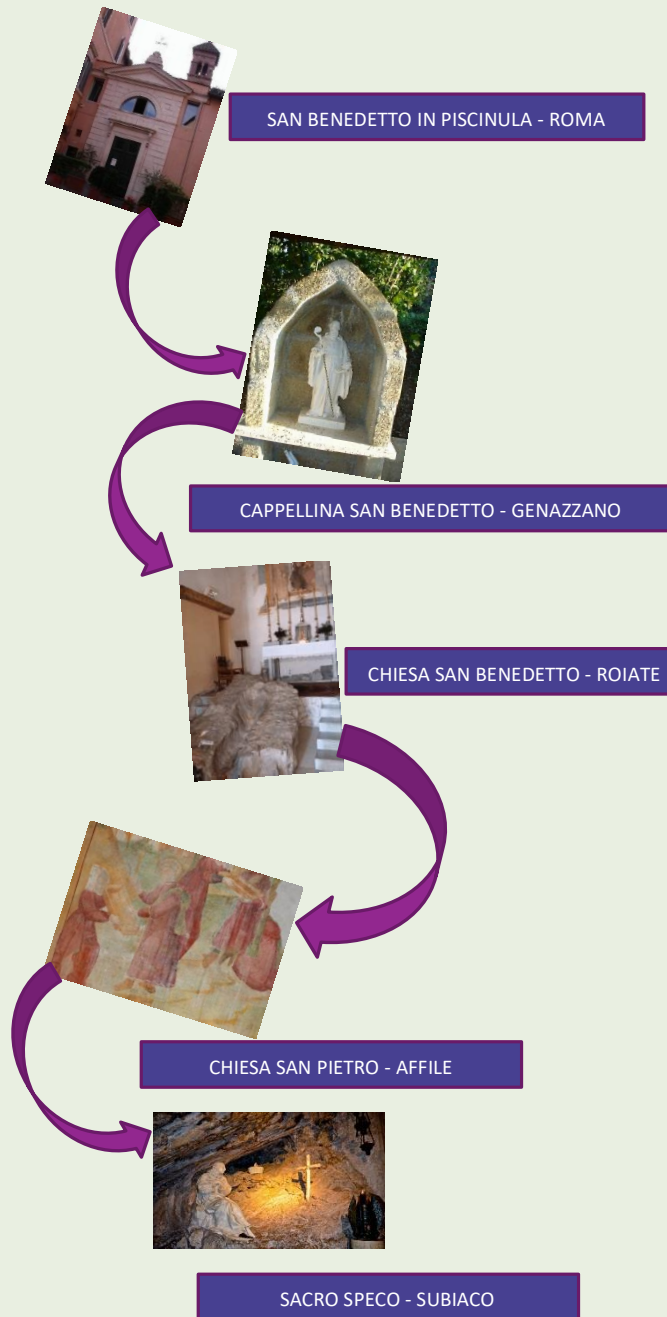 SAN BENEDETTO IN PISCINULA - ROMA
CAPPELLINA SAN BENEDETTO - GENAZZANO
CHIESA SAN BENEDETTO - ROIATE
CHIESA SAN PIETRO - AFFILE
SACRO SPECO - SUBIACO